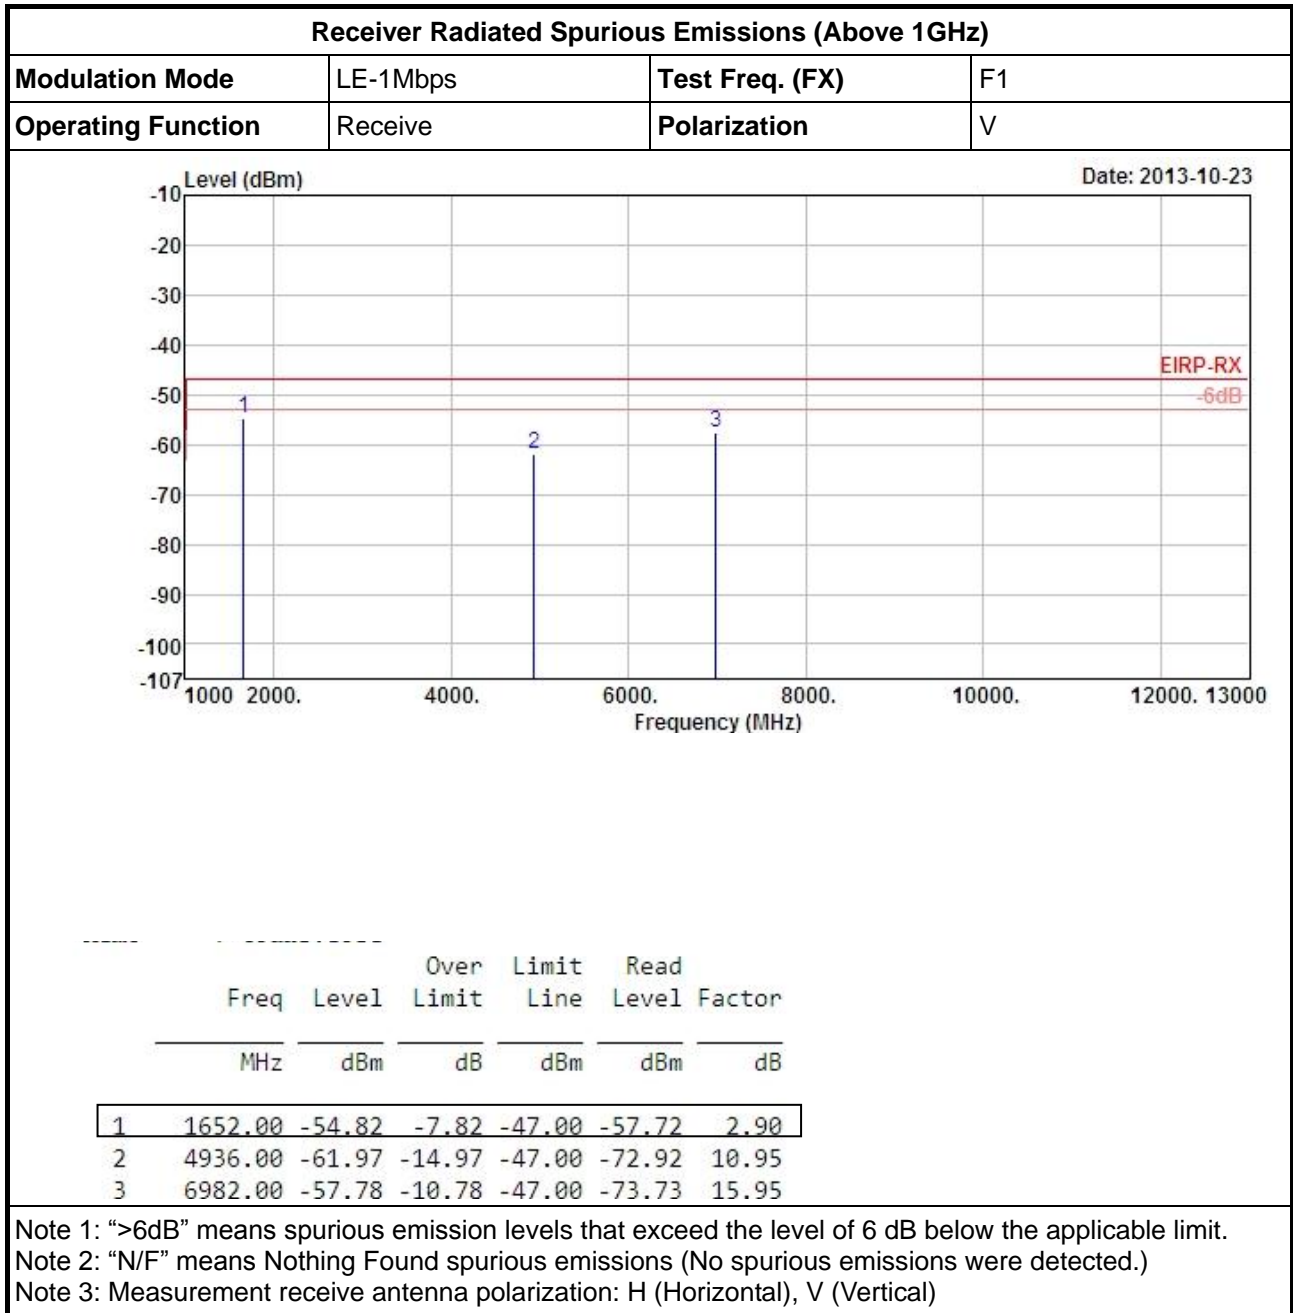 Receiver Radiated Spurious Emissions (Above 1GHz)
Modulation Mode LE-1Mbps Test Freq. (FX) F1
Operating Function Receive Polarization V
Level (dBm) Date: 2013-10-23
-10
-20
-30
-40
EIRP-RX
-50
-6dB
1
3
2
-60
-70
-80
-90
-100
-107
1000 2000. 4000. 6000. 8000. 10000. 12000. 13000
Frequency (MHz)
Over Limit Read
Freq Level Limit Line Level Factor
MHz dBm dB dBm dBm dB
1 1652.00 -54.82 -7.82 -47.00 -57.72 2.90
2 4936.00 -61.97 -14.97 -47.00 -72.92 10.95
3 6982.00 -57.78 -10.78 -47.00 -73.73 15.95
Note 1: “>6dB” means spurious emission levels that exceed the level of 6 dB below the applicable limit.
Note 2: “N/F” means Nothing Found spurious emissions (No spurious emissions were detected.)
Note 3: Measurement receive antenna polarization: H (Horizontal), V (Vertical)